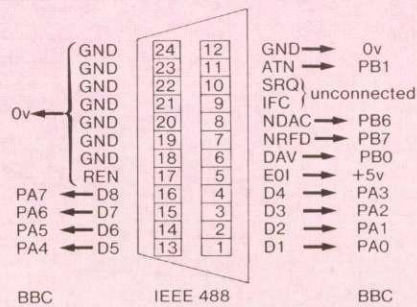 GND 24 12 GND → 0v
GND 23 11 ATN → PB1
GND 22 10 SRQ } unconnected
GND 21 9 IFC
0v ← GND 20 8 NDAC → PB6
GND 19 7 NRFD → PB7
GND 18 6 DAV → PB0
REN 17 5 E0I → +5v
PA7 ← D8 16 4 D4 → PA3
PA6 ← D7 15 3 D3 → PA2
PA5 ← D6 14 2 D2 → PA1
PA4 ← D5 13 1 D1 → PA0
BBC IEEE 488 BBC